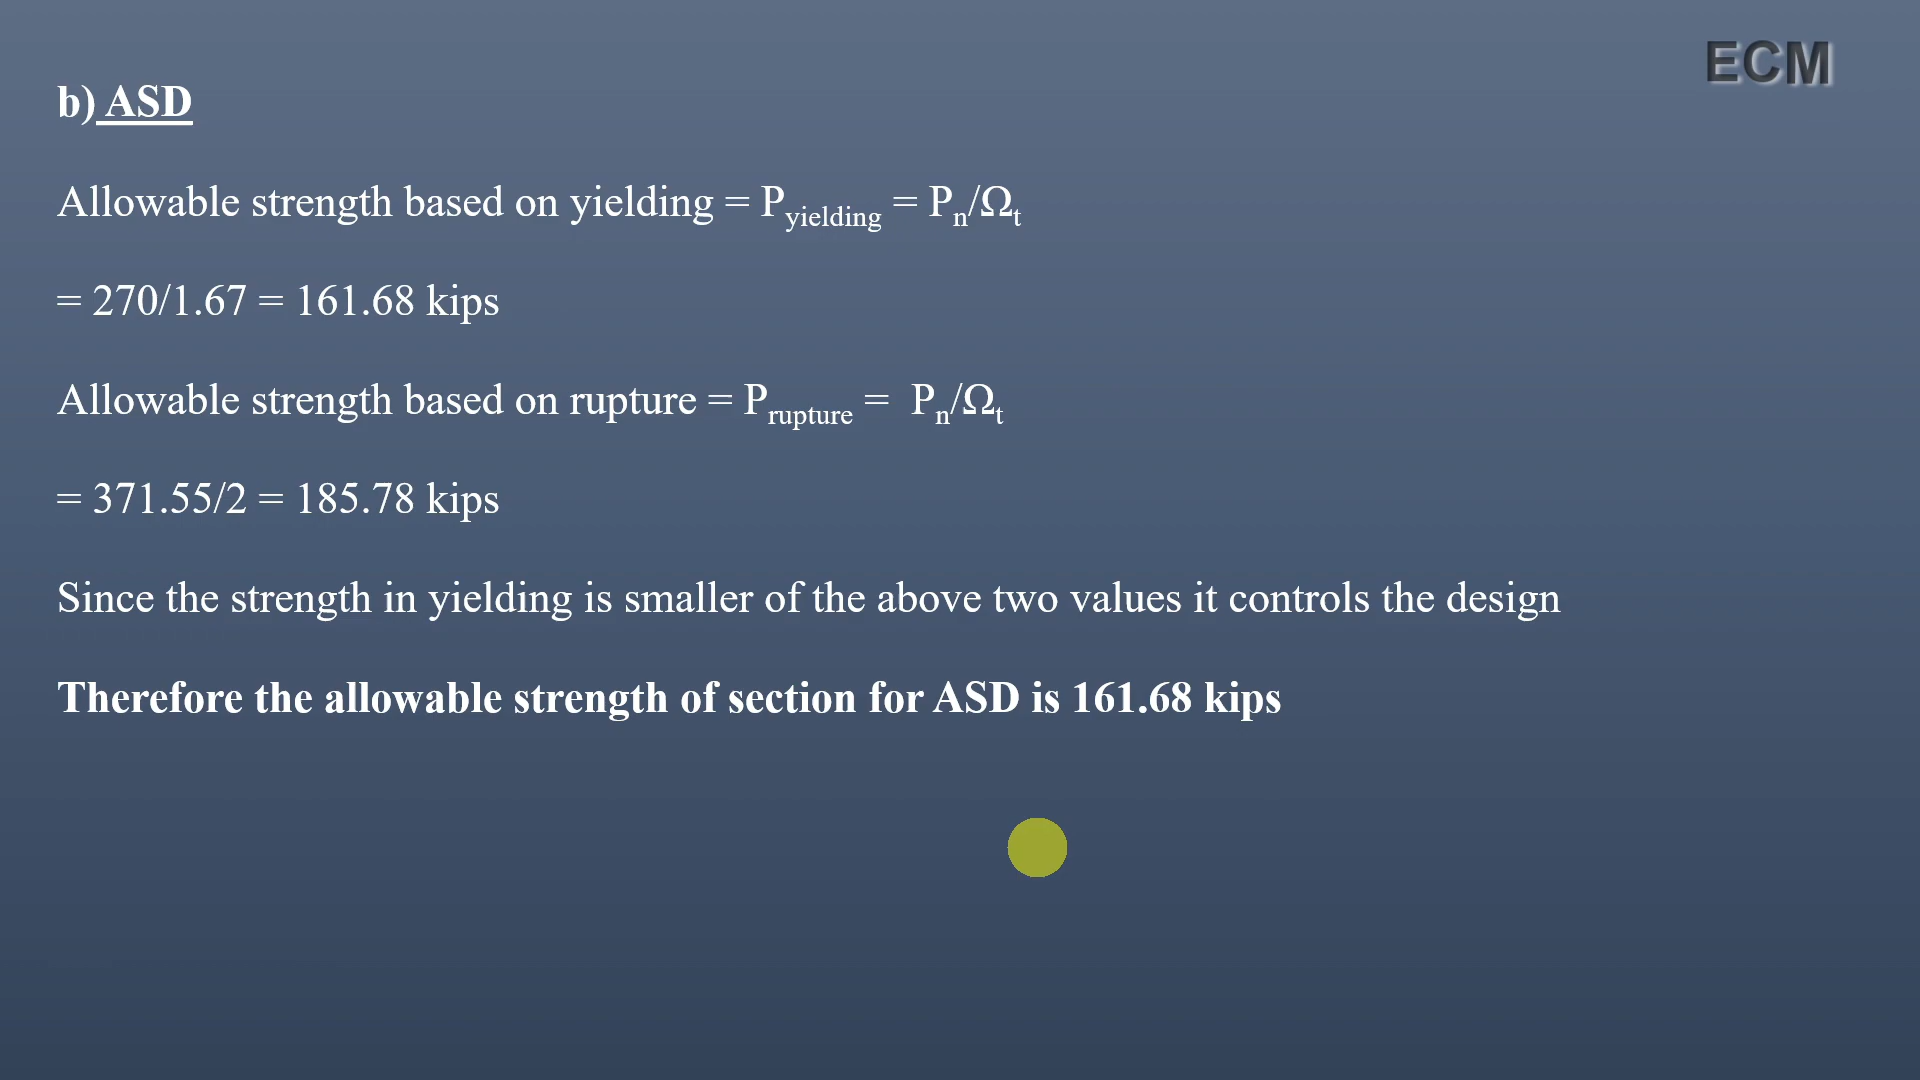 ECM
b) ASD
Allowable strength based on yielding = Pyielding = Pn/Ωt
= 270/1.67 = 161.68 kips
Allowable strength based on rupture = Prupture = Pn/Ωt
= 371.55/2 = 185.78 kips
Since the strength in yielding is smaller of the above two values it controls the design
Therefore the allowable strength of section for ASD is 161.68 kips